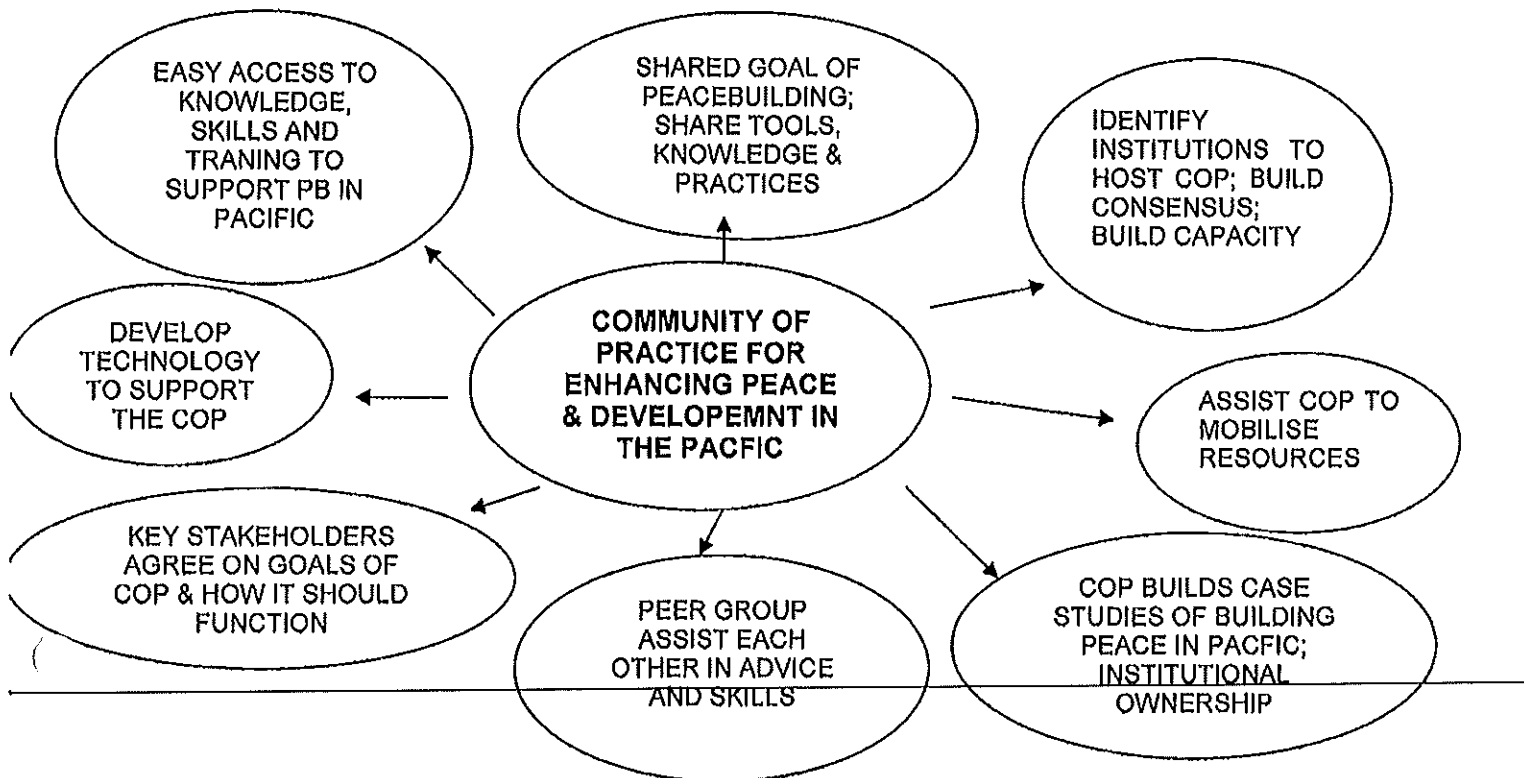 EASY ACCESS TO
KNOWLEDGE,
SKILLS AND
TRANING TO
SUPPORT PB IN
PACIFIC
SHARED GOAL OF
PEACEBUILDING;
SHARE TOOLS,
KNOWLEDGE &
PRACTICES
IDENTIFY
INSTITUTIONS TO
HOST COP; BUILD
CONSENSUS;
BUILD CAPACITY
DEVELOP
TECHNOLOGY
TO SUPPORT
THE COP
COMMUNITY OF
PRACTICE FOR
ENHANCING PEACE
& DEVELOPEMNT IN
THE PACFIC
ASSIST COP TO
MOBILISE
RESOURCES
KEY STAKEHOLDERS
AGREE ON GOALS OF
COP & HOW IT SHOULD
FUNCTION
PEER GROUP
ASSIST EACH
OTHER IN ADVICE
AND SKILLS
COP BUILDS CASE
STUDIES OF BUILDING
PEACE IN PACFIC;
INSTITUTIONAL
OWNERSHIP